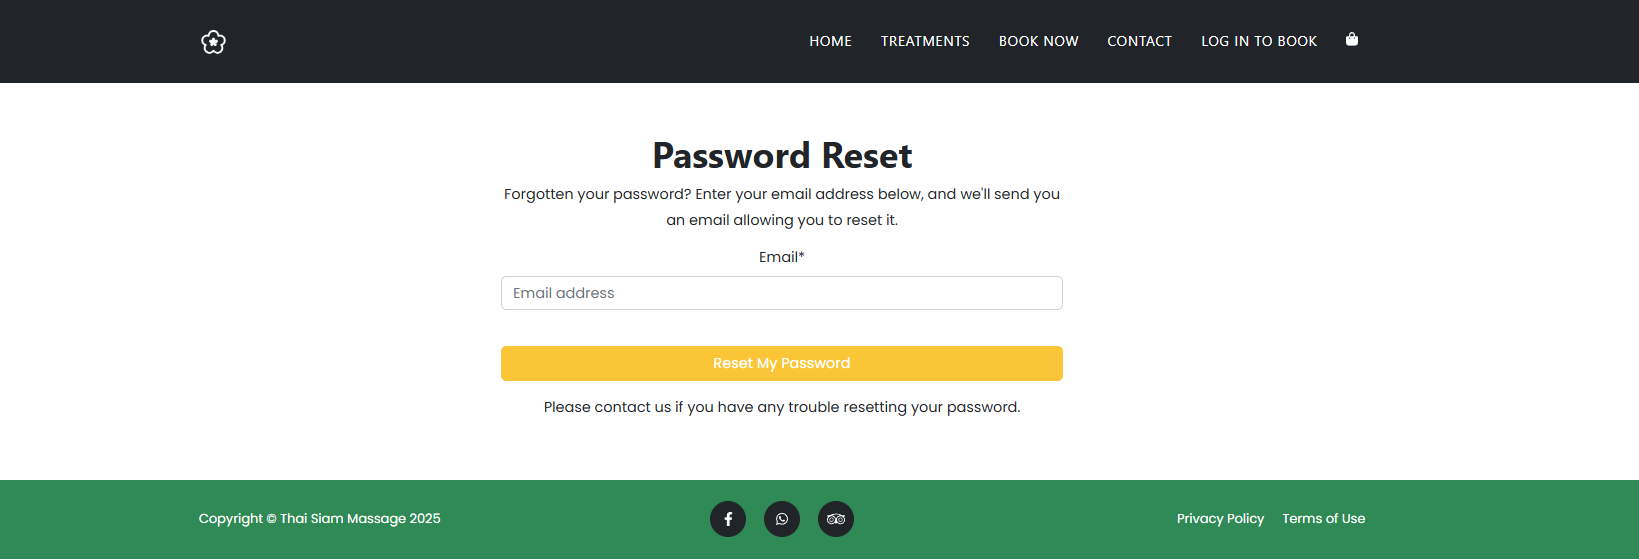 HOME TREATMENTS BOOK NOW CONTACT LOG IN TO BOOK
Password Reset
Forgotten your password? Enter your email address below, and we'll send you
an email allowing you to reset it.
Email*
Email address
Reset My Password
Please contact us if you have any trouble resetting your password.
Copyright © Thai Siam Massage 2025
Privacy Policy Terms of Use